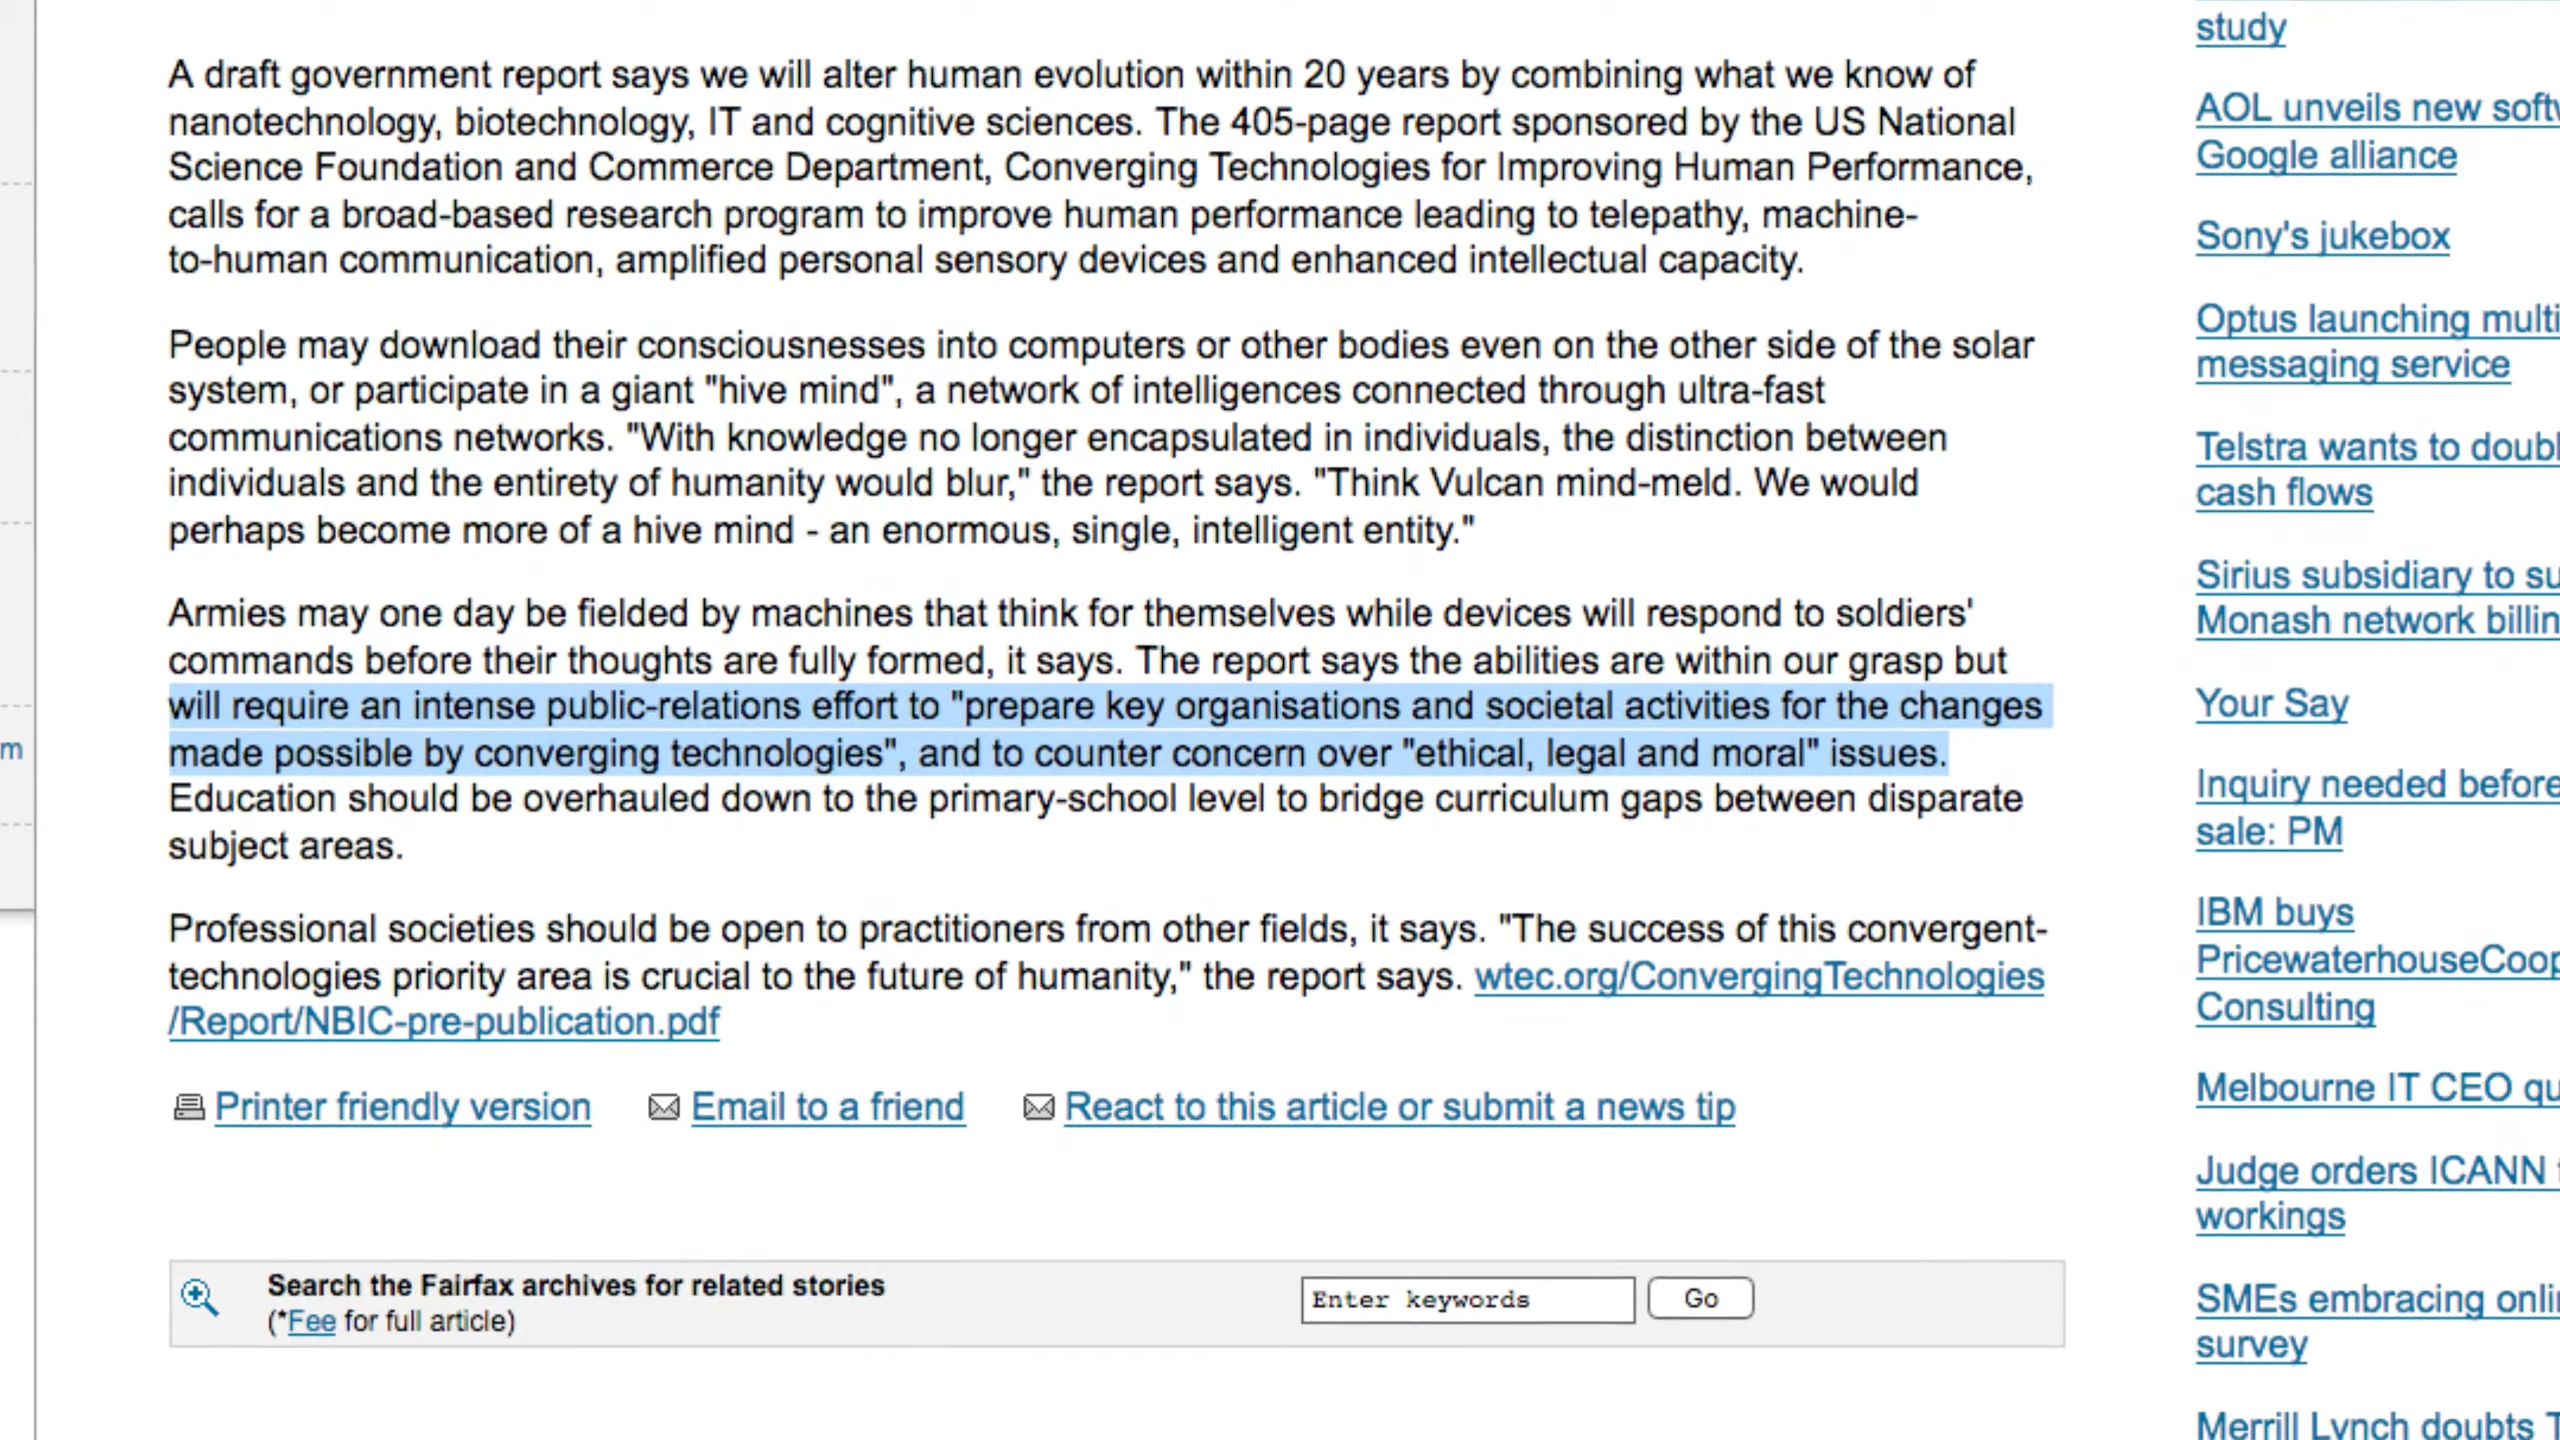 A draft government report says we will alter human evolution within 20 years by combining what we know of
nanotechnology, biotechnology, IT and cognitive sciences. The 405-page report sponsored by the US National
Science Foundation and Commerce Department, Converging Technologies for Improving Human Performance,
calls for a broad-based research program to improve human performance leading to telepathy, machine-
to-human communication, amplified personal sensory devices and enhanced intellectual capacity.
People may download their consciousnesses into computers or other bodies even on the other side of the solar
system, or participate in a giant "hive mind", a network of intelligences connected through ultra-fast
communications networks. "With knowledge no longer encapsulated in individuals, the distinction between
individuals and the entirety of humanity would blur," the report says. "Think Vulcan mind-meld. We would
perhaps become more of a hive mind - an enormous, single, intelligent entity."
Armies may one day be fielded by machines that think for themselves while devices will respond to soldiers'
commands before their thoughts are fully formed, it says. The report says the abilities are within our grasp but
will require an intense public-relations effort to "prepare key organisations and societal activities for the changes
made possible by converging technologies", and to counter concern over "ethical, legal and moral" issues.
Education should be overhauled down to the primary-school level to bridge curriculum gaps between disparate
subject areas.
Professional societies should be open to practitioners from other fields, it says. "The success of this convergent-
technologies priority area is crucial to the future of humanity," the report says. wtec.org/ConvergingTechnologies
/Report/NBIC-pre-publication.pdf
Printer friendly version
Email to a friend
React to this article or submit a news tip
Search the Fairfax archives for related stories
(*Fee for full article)
Enter keywords
Go
m
study
AOL unveils new softw
Google alliance
Sony's jukebox
Optus launching multi
messaging service
Telstra wants to doubl
cash flows
Sirius subsidiary to su
Monash network billin
Your Say
Inquiry needed before
sale: PM
IBM buys
PricewaterhouseCoop
Consulting
Melbourne IT CEO qu
Judge orders ICANN
workings
SMEs embracing onli
survey
Merrill Lynch doubts T